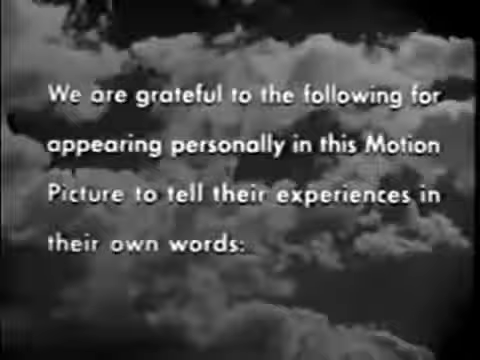 We are grateful to the following for
appearing personally in this Motion
Picture to tell their experiences in
their own words: